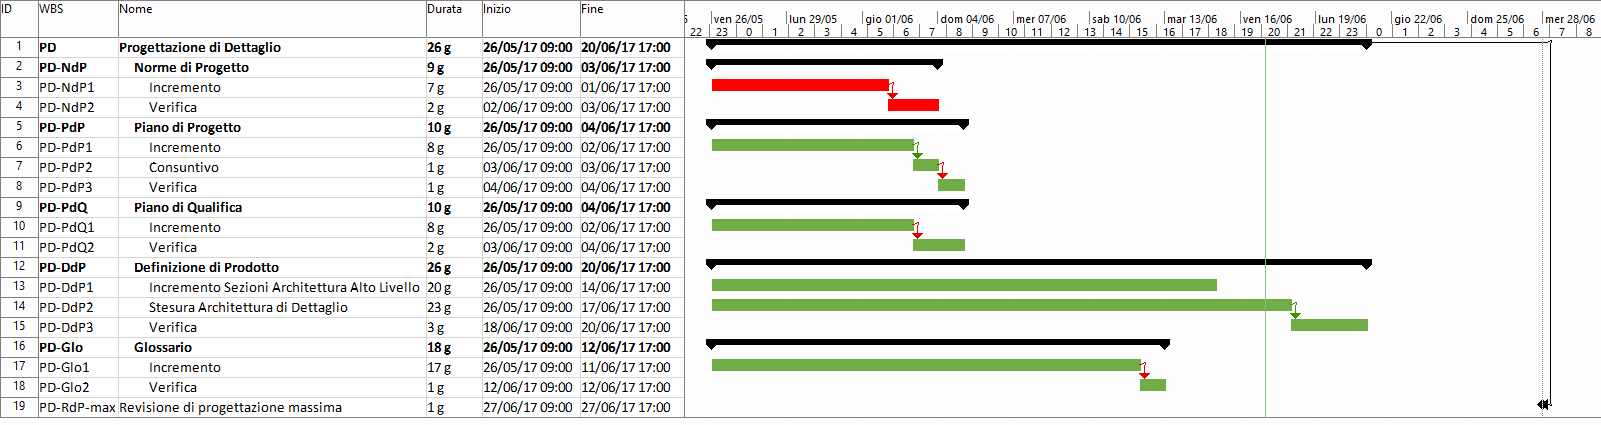 ID WBS Nome Durata Inizio Fine
5 ven 26/05 lun 29/05 gio 01/06 dom 04/06 mer 07/06 sab 10/06 mar 13/06 ven 16/06 lun 19/06 gio 22/06 dom 25/06 mer 28/06
22 23 0 1 2 3 4 5 6 7 8 9 10 11 12 13 14 15 16 17 18 19 20 21 22 23 0 1 2 3 4 5 6 7 8
1 PD Progettazione di Dettaglio 26 g 26/05/17 09:00 20/06/17 17:00
2 PD-NdP Norme di Progetto 9 g 26/05/17 09:00 03/06/17 17:00
3 PD-NdP1 Incremento 7 g 26/05/17 09:00 01/06/17 17:00
4 PD-NdP2 Verifica 2 g 02/06/17 09:00 03/06/17 17:00
5 PD-PdP Piano di Progetto 10 g 26/05/17 09:00 04/06/17 17:00
6 PD-PdP1 Incremento 8 g 26/05/17 09:00 02/06/17 17:00
7 PD-PdP2 Consuntivo 1 g 03/06/17 09:00 03/06/17 17:00
8 PD-PdP3 Verifica 1 g 04/06/17 09:00 04/06/17 17:00
9 PD-PdQ Piano di Qualifica 10 g 26/05/17 09:00 04/06/17 17:00
10 PD-PdQ1 Incremento 8 g 26/05/17 09:00 02/06/17 17:00
11 PD-PdQ2 Verifica 2 g 03/06/17 09:00 04/06/17 17:00
12 PD-DdP Definizione di Prodotto 26 g 26/05/17 09:00 20/06/17 17:00
13 PD-DdP1 Incremento Sezioni Architettura Alto Livello 20 g 26/05/17 09:00 14/06/17 17:00
14 PD-DdP2 Stesura Architettura di Dettaglio 23 g 26/05/17 09:00 17/06/17 17:00
15 PD-DdP3 Verifica 3 g 18/06/17 09:00 20/06/17 17:00
16 PD-Glo Glossario 18 g 26/05/17 09:00 12/06/17 17:00
17 PD-Glo1 Incremento 17 g 26/05/17 09:00 11/06/17 17:00
18 PD-Glo2 Verifica 1 g 12/06/17 09:00 12/06/17 17:00
19 PD-RdP-max Revisione di progettazione massima 1 g 27/06/17 09:00 27/06/17 17:00